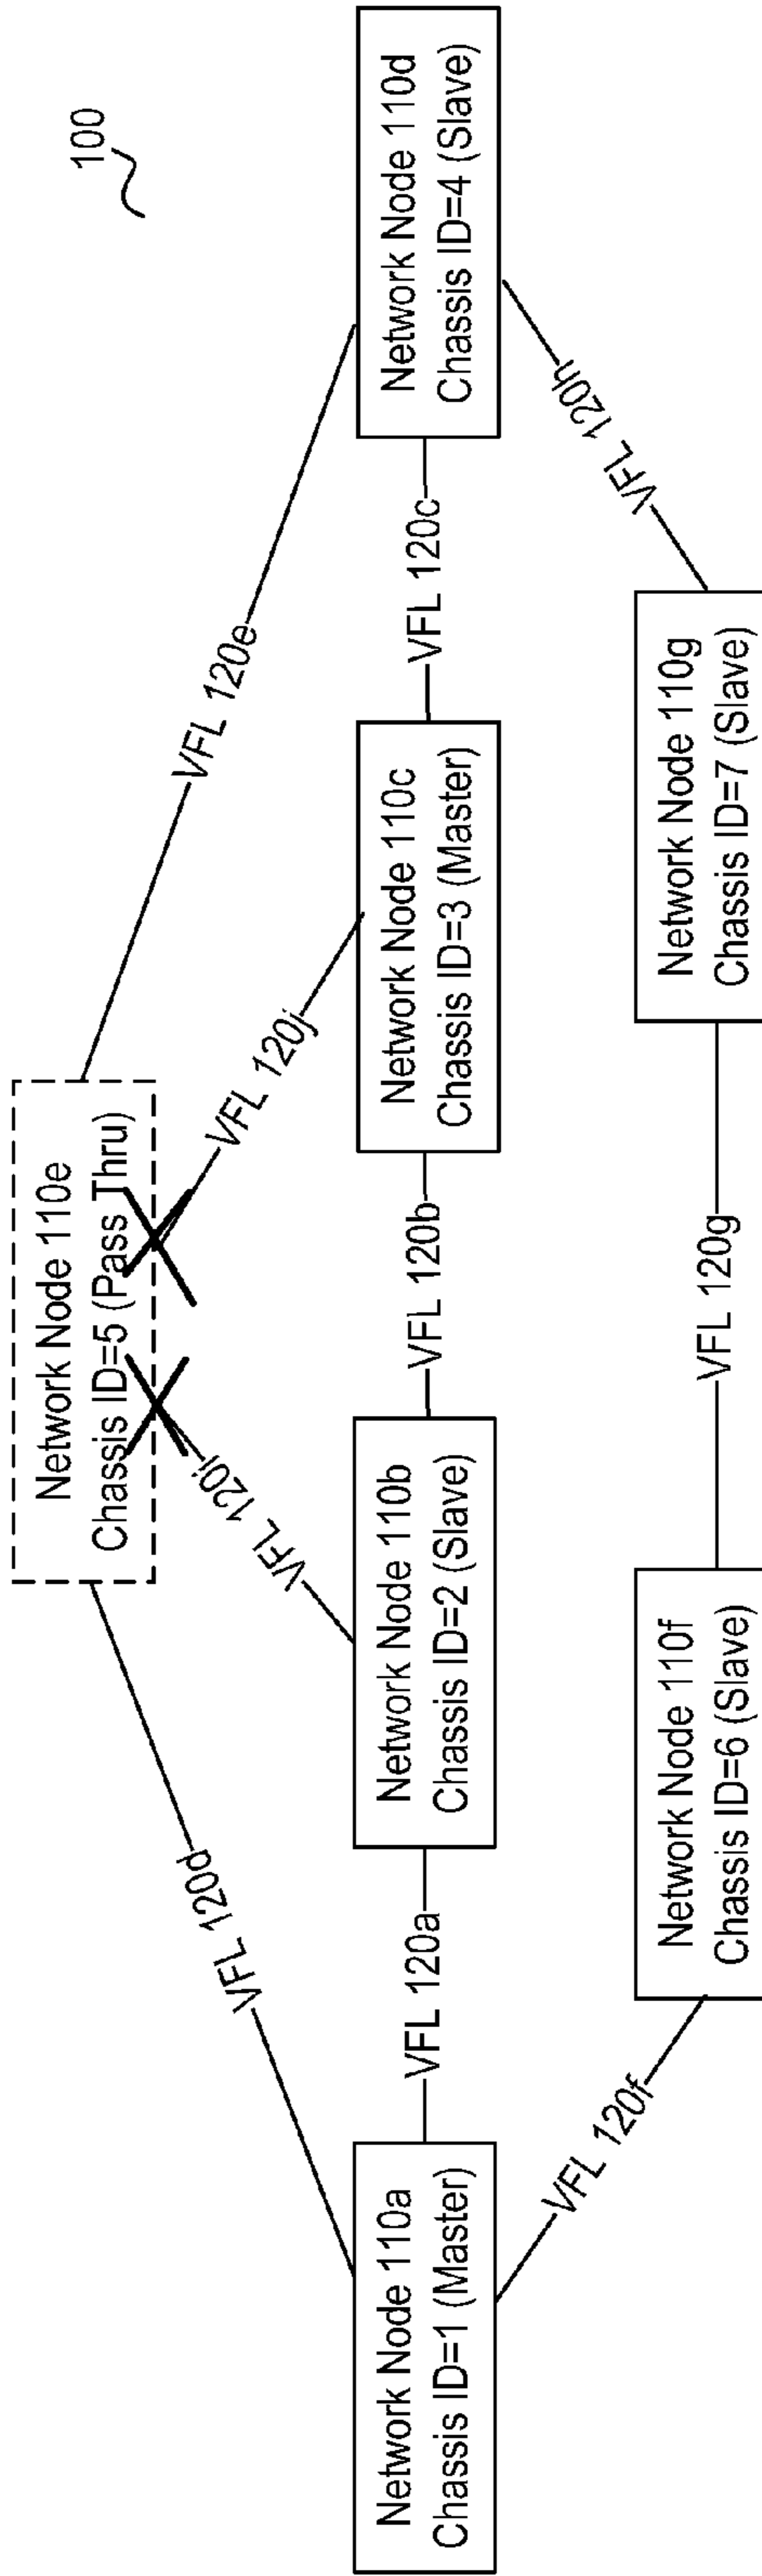 100
Network Node 110e
Chassis ID=5 (Pass Thru)
VFL 120d
VFL 120i
VFL 120j
VFL 120e
Network Node 110a
Chassis ID=1 (Master)
VFL 120a
Network Node 110b
Chassis ID=2 (Slave)
VFL 120b
Network Node 110c
Chassis ID=3 (Master)
VFL 120c
Network Node 110d
Chassis ID=4 (Slave)
VFL 120f
VFL 120h
Network Node 110f
Chassis ID=6 (Slave)
VFL 120g
Network Node 110g
Chassis ID=7 (Slave)